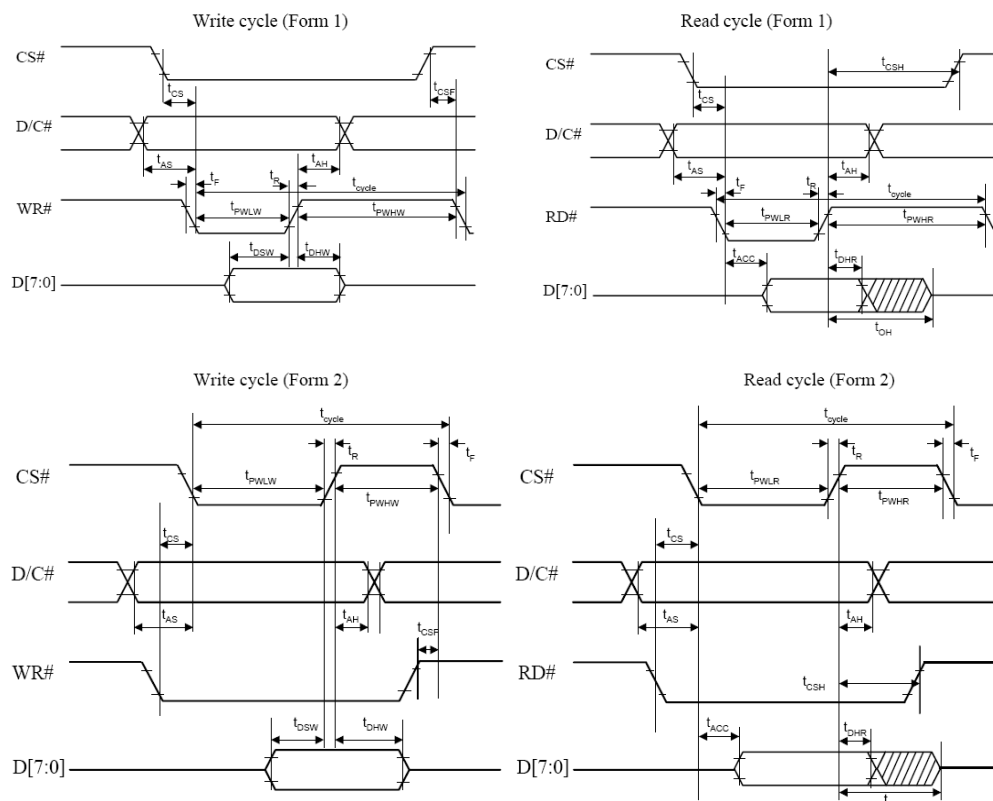 Write cycle (Form 1)
CS#
tCS
tCSF
D/C#
tAS
tAH
tF
tR
tcycle
WR#
tPWLW
tPWHW
tDSW
tDHW
D[7:0]
Read cycle (Form 1)
CS#
tCSH
tCS
D/C#
tAS
tAH
tF
tR
tcycle
RD#
tPWLR
tPWHR
tACC
tDHR
D[7:0]
tOH
Write cycle (Form 2)
tcycle
tR
tF
CS#
tPWLW
tPWHW
tCS
D/C#
tAS
tAH
tCSF
WR#
tDSW
tDHW
D[7:0]
Read cycle (Form 2)
tcycle
tR
tF
CS#
tPWLR
tPWHR
tCS
D/C#
tAS
tAH
RD#
tCSH
tACC
tDHR
D[7:0]
t